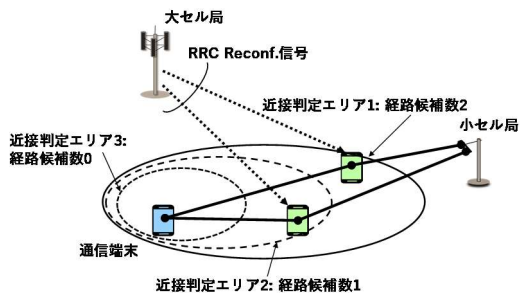 大セル局
RRC Reconf.信号
近接判定エリア1: 経路候補数2
小セル局
近接判定エリア3:
経路候補数0
通信端末
近接判定エリア2: 経路候補数1